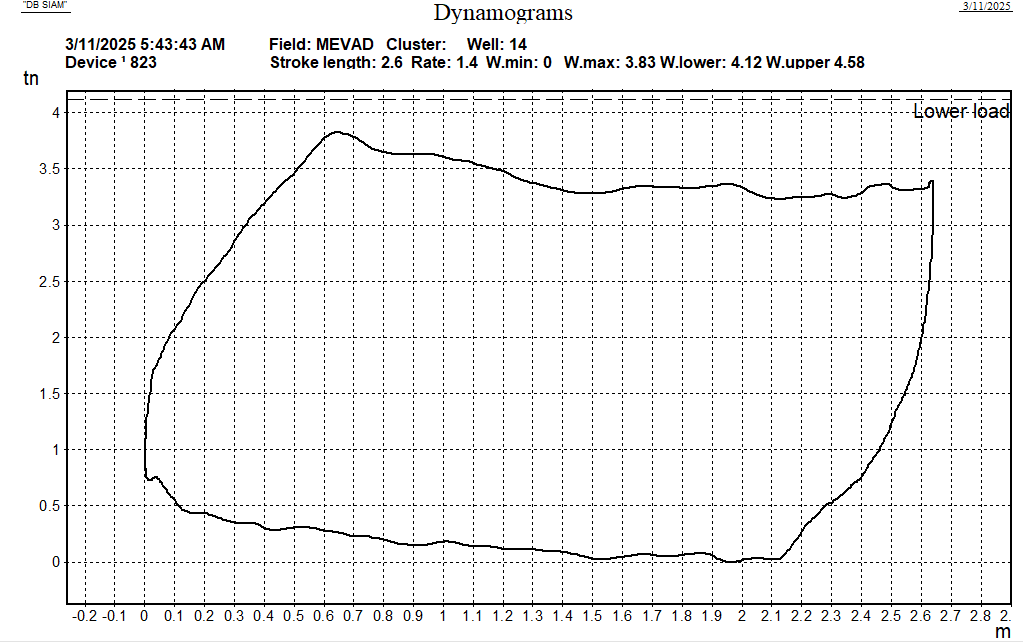 "DB SIAM"
3/11/2025
Dynamograms
3/11/2025 5:43:43 AM Field: MEVAD Cluster: Well: 14
Device ¹ 823 Stroke length: 2.6 Rate: 1.4 W.min: 0 W.max: 3.83 W.lower: 4.12 W.upper 4.58
tn
Lower load
4
3.5
3
2.5
2
1.5
1
0.5
0
-0.2 -0.1 0 0.1 0.2 0.3 0.4 0.5 0.6 0.7 0.8 0.9 1 1.1 1.2 1.3 1.4 1.5 1.6 1.7 1.8 1.9 2 2.1 2.2 2.3 2.4 2.5 2.6 2.7 2.8 2.
m